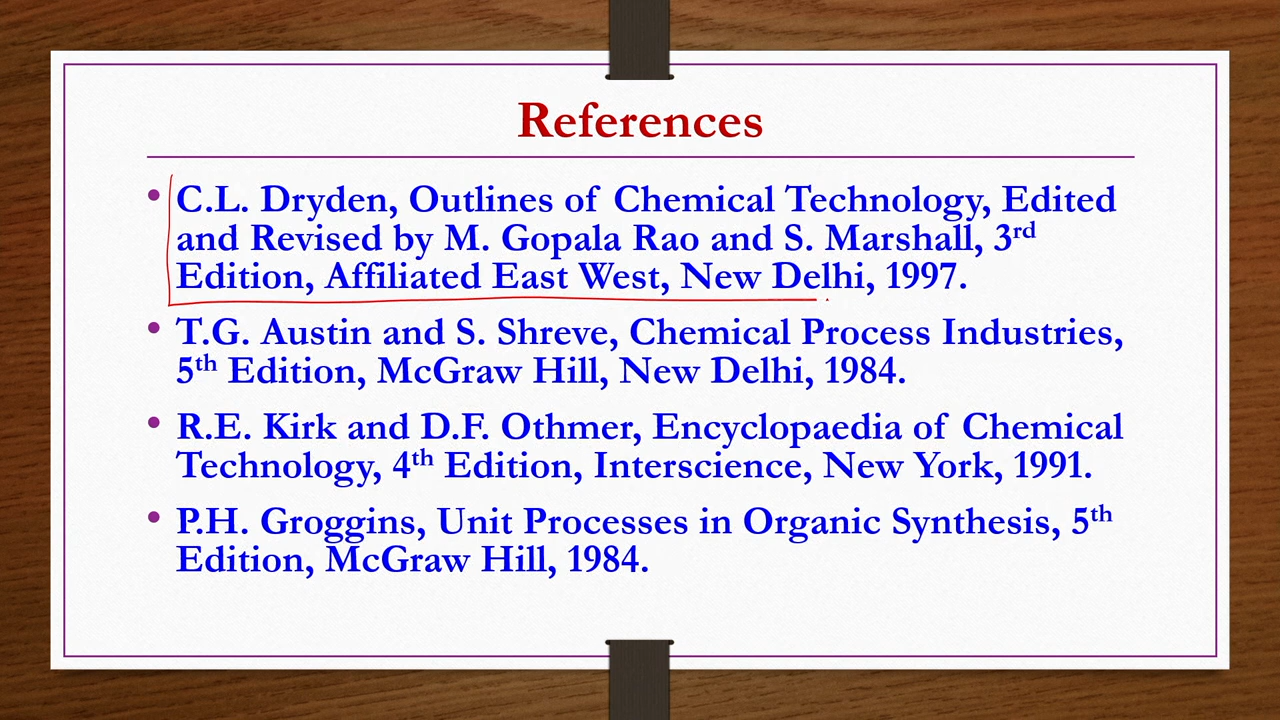 References
• C.L. Dryden, Outlines of Chemical Technology, Edited
and Revised by M. Gopala Rao and S. Marshall, 3rd
Edition, Affiliated East West, New Delhi, 1997.
• T.G. Austin and S. Shreve, Chemical Process Industries,
5th Edition, McGraw Hill, New Delhi, 1984.
• R.E. Kirk and D.F. Othmer, Encyclopaedia of Chemical
Technology, 4th Edition, Interscience, New York, 1991.
• P.H. Groggins, Unit Processes in Organic Synthesis, 5th
Edition, McGraw Hill, 1984.